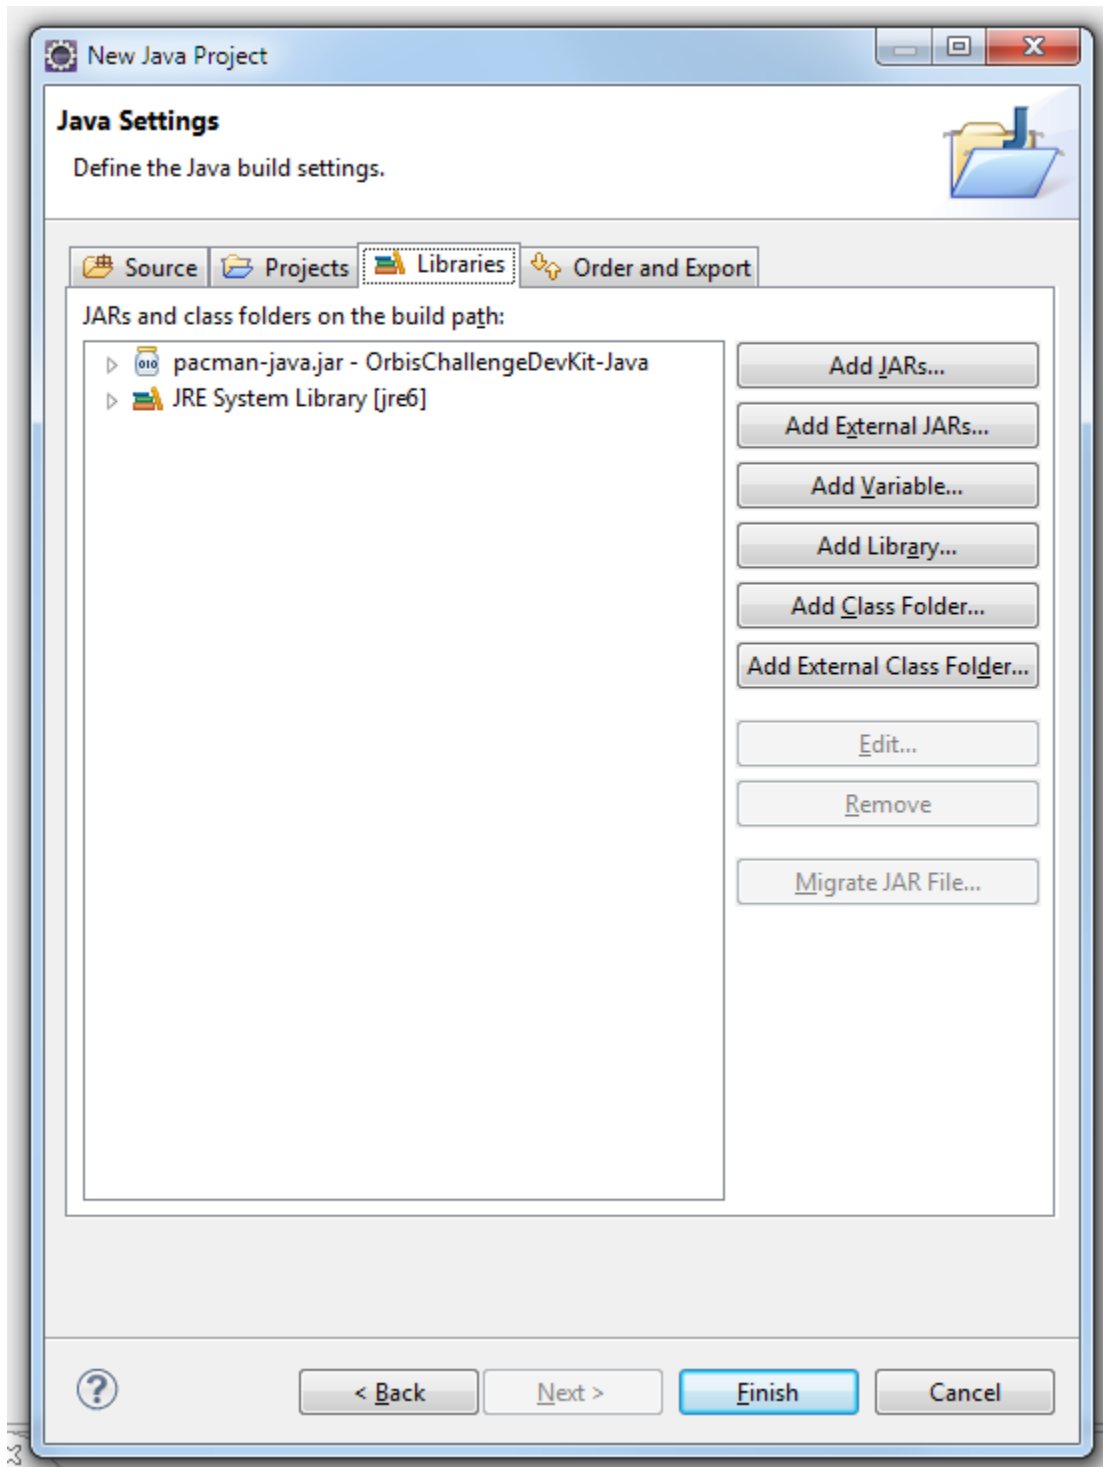 New Java Project
Java Settings
Define the Java build settings.
Source Projects Libraries Order and Export
JARs and class folders on the build path:
pacman-java.jar - OrbisChallengeDevKit-Java
JRE System Library [jre6]
Add JARs...
Add External JARs...
Add Variable...
Add Library...
Add Class Folder...
Add External Class Folder...
Edit...
Remove
Migrate JAR File...
< Back Next > Finish Cancel